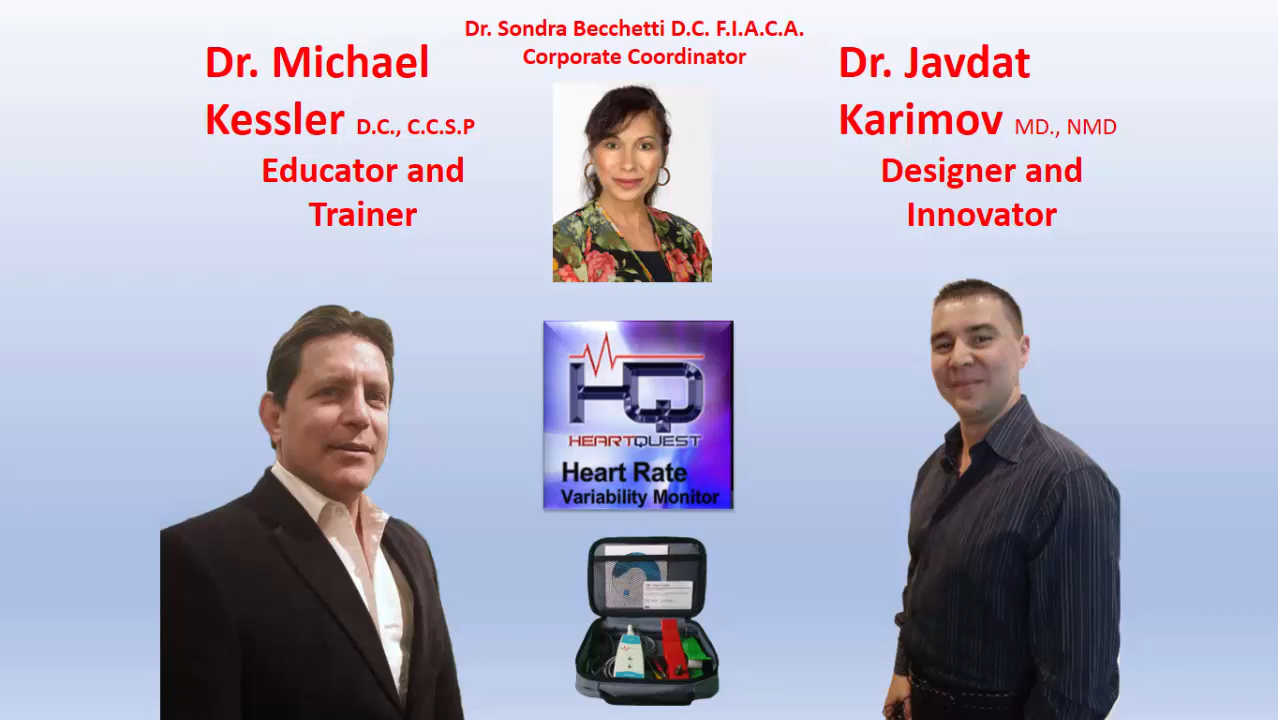 Dr. Sondra Becchetti D.C. F.I.A.C.A.
Corporate Coordinator
Dr. Michael
Kessler D.C., C.C.S.P
Educator and
Trainer
Dr. Javdat
Karimov MD., NMD
Designer and
Innovator
HQ
HEARTQUEST
Heart Rate
Variability Monitor